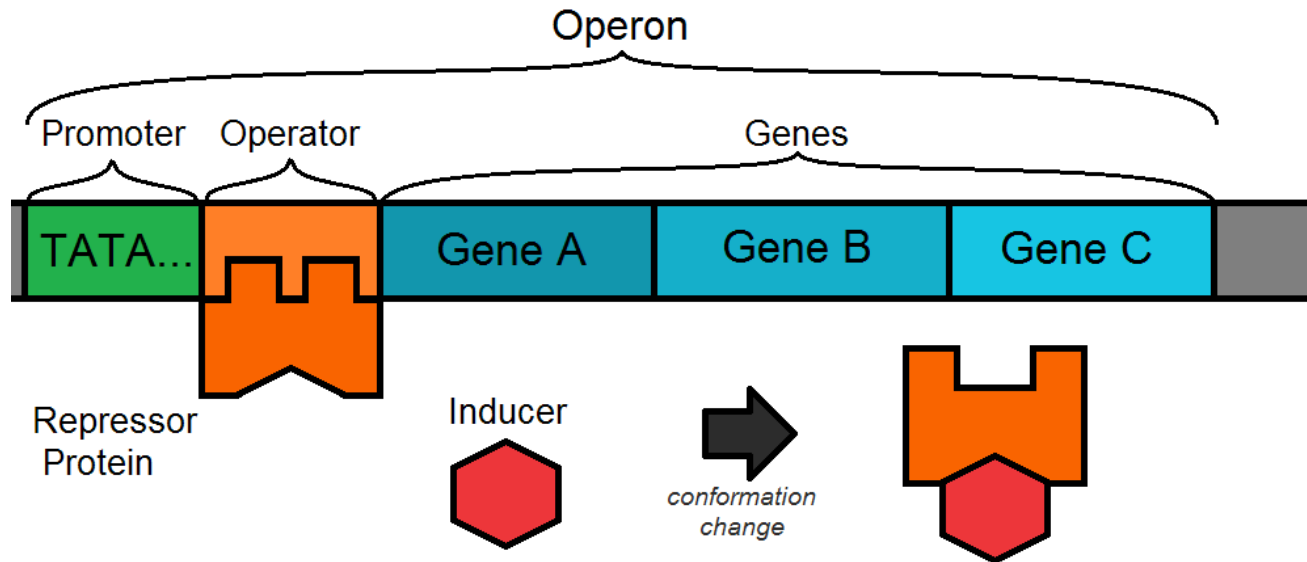 Operon
Promoter
Operator
Genes
TATA...
Gene A
Gene B
Gene C
Repressor
Protein
Inducer
conformation
change